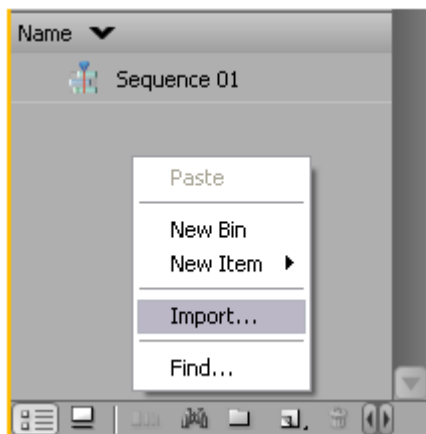 Name
Sequence 01
Paste
New Bin
New Item
Import...
Find...